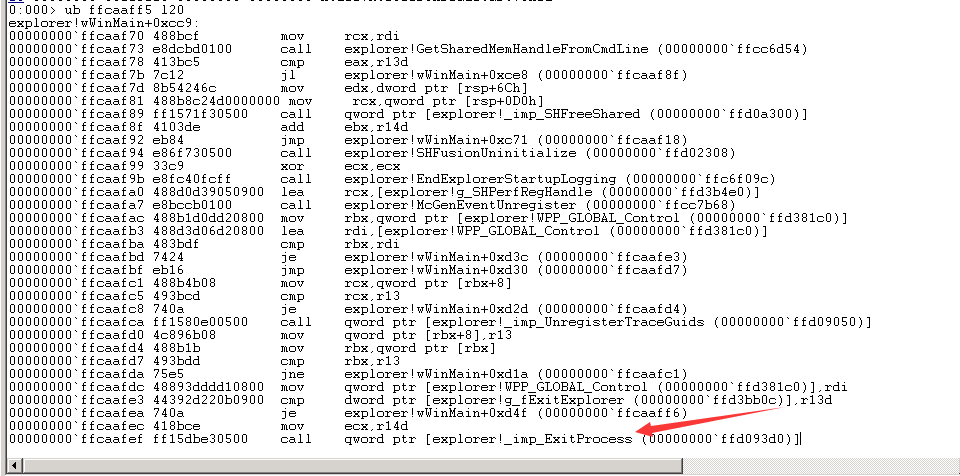 0:000> ub ffcaaff5 120
explorer!wWinMain+0xcc9:
00000000`ffcaaf70 488bcf          mov     rcx,rdi
00000000`ffcaaf73 e8dcbd0100      call    explorer!GetSharedMemHandleFromCmdLine (00000000`ffcc6d54)
00000000`ffcaaf78 413bc5          cmp     eax,r13d
00000000`ffcaaf7b 7c12            jl      explorer!wWinMain+0xce8 (00000000`ffcaaf8f)
00000000`ffcaaf7d 8b54246c        mov     edx,dword ptr [rsp+6Ch]
00000000`ffcaaf81 488b8c24d0000000 mov     rcx,qword ptr [rsp+0D0h]
00000000`ffcaaf89 ff1571f30500    call    qword ptr [explorer!_imp_SHFreeShared (00000000`ffd0a300)]
00000000`ffcaaf8f 4103de          add     ebx,r14d
00000000`ffcaaf92 eb84            jmp     explorer!wWinMain+0xc71 (00000000`ffcaaf18)
00000000`ffcaaf94 e86f730500      call    explorer!SHFusionUninitialize (00000000`ffd02308)
00000000`ffcaaf99 33c9            xor     ecx,ecx
00000000`ffcaaf9b e8fc40fcff      call    explorer!EndExplorerStartupLogging (00000000`ffc6f09c)
00000000`ffcaafa0 488d0d39050900  lea     rcx,[explorer!g_SHPerfRegHandle (00000000`ffd3b4e0)]
00000000`ffcaafa7 e8bccb0100      call    explorer!McGenEventUnregister (00000000`ffcc7b68)
00000000`ffcaafac 488b1d0dd20800  mov     rbx,qword ptr [explorer!WPP_GLOBAL_Control (00000000`ffd381c0)]
00000000`ffcaafb3 488d3d06d20800  lea     rdi,[explorer!WPP_GLOBAL_Control (00000000`ffd381c0)]
00000000`ffcaafba 483bdf          cmp     rbx,rdi
00000000`ffcaafbd 7424            je      explorer!wWinMain+0xd3c (00000000`ffcaafe3)
00000000`ffcaafbf eb16            jmp     explorer!wWinMain+0xd30 (00000000`ffcaafd7)
00000000`ffcaafc1 488b4b08        mov     rcx,qword ptr [rbx+8]
00000000`ffcaafc5 493bcd          cmp     rcx,r13
00000000`ffcaafc8 740a            je      explorer!wWinMain+0xd2d (00000000`ffcaafd4)
00000000`ffcaafca ff1580e00500    call    qword ptr [explorer!_imp_UnregisterTraceGuids (00000000`ffd09050)]
00000000`ffcaafd0 4c896b08        mov     qword ptr [rbx+8],r13
00000000`ffcaafd4 488b1b          mov     rbx,qword ptr [rbx]
00000000`ffcaafd7 493bdd          cmp     rbx,r13
00000000`ffcaafda 75e5            jne     explorer!wWinMain+0xd1a (00000000`ffcaafc1)
00000000`ffcaafdc 48893dddd10800  mov     qword ptr [explorer!WPP_GLOBAL_Control (00000000`ffd381c0)],rdi
00000000`ffcaafe3 44392d220b0900  cmp     dword ptr [explorer!g_fExitExplorer (00000000`ffd3bb0c)],r13d
00000000`ffcaafea 740a            je      explorer!wWinMain+0xd4f (00000000`ffcaaff6)
00000000`ffcaafec 418bce          mov     ecx,r14d
00000000`ffcaafef ff15dbe30500    call    qword ptr [explorer!_imp_ExitProcess (00000000`ffd093d0)]